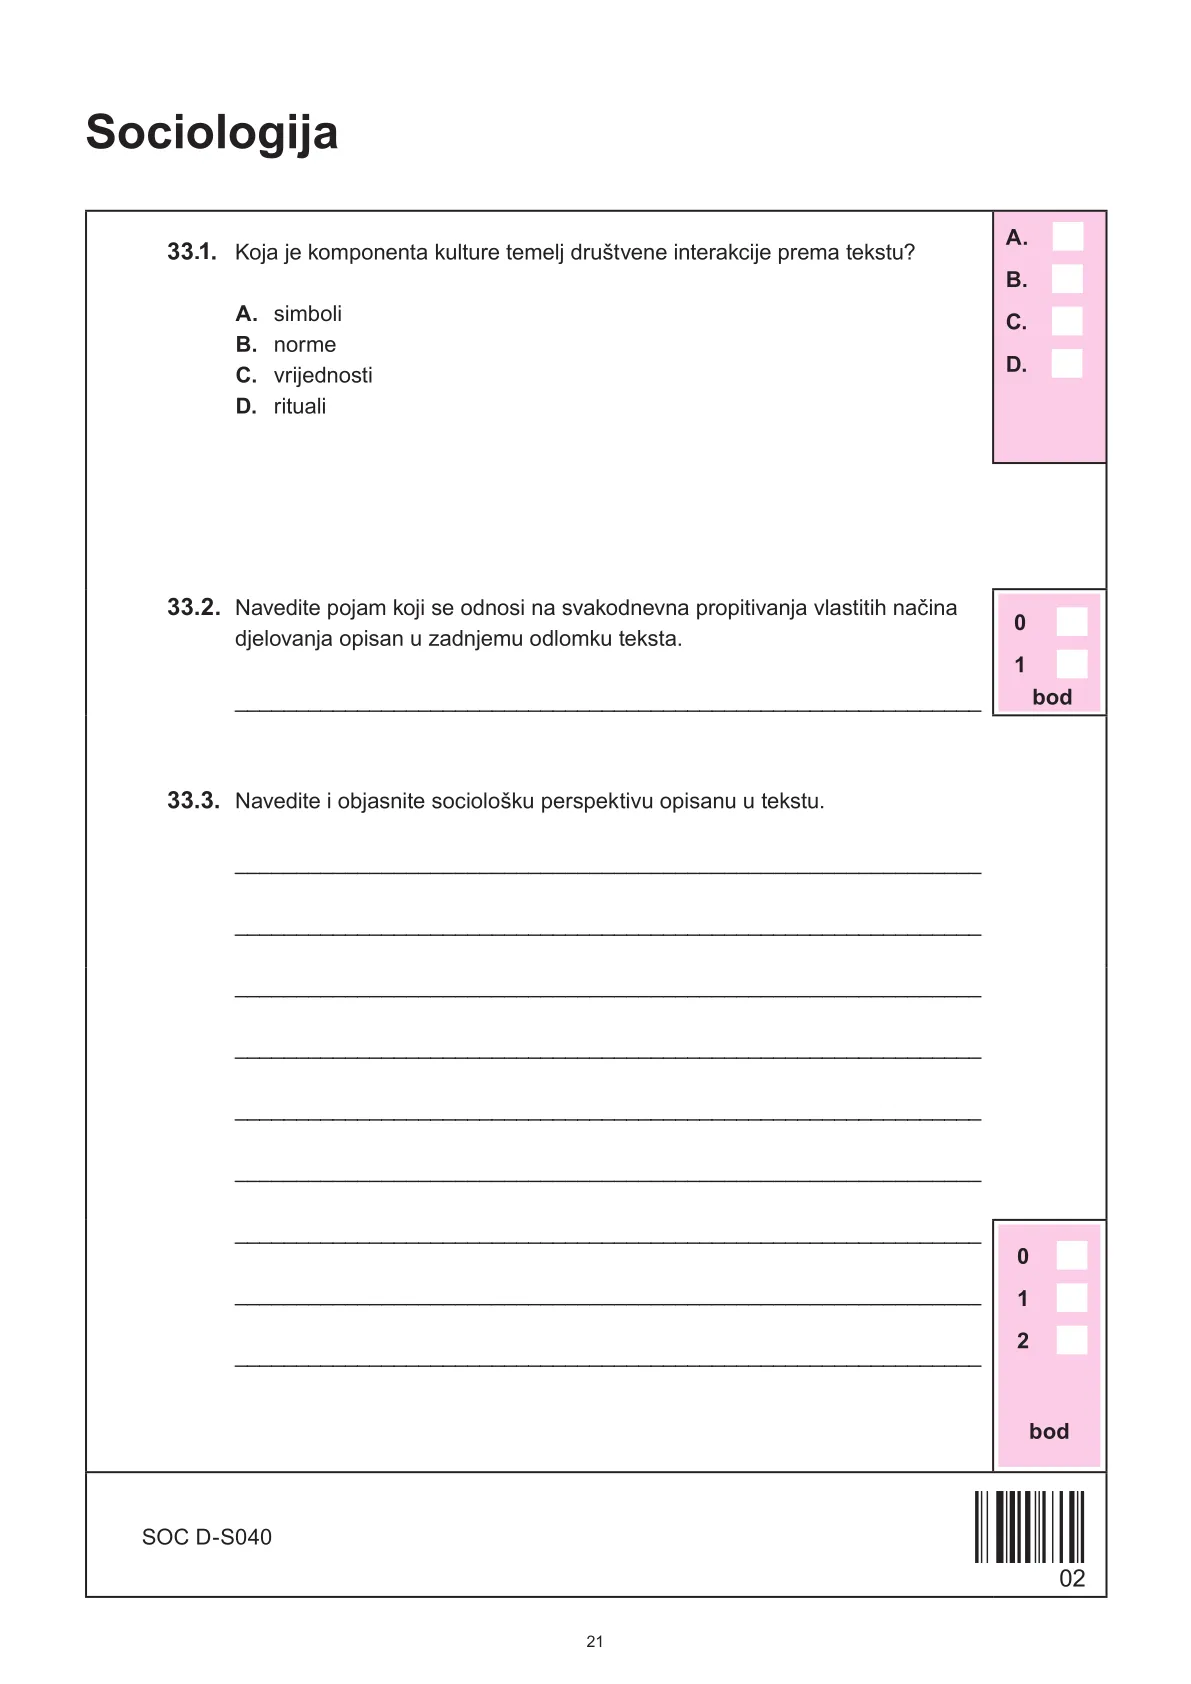 Sociologija
33.1. Koja je komponenta kulture temelj društvene interakcije prema tekstu?
A. simboli
B. norme
C. vrijednosti
D. rituali
A.
B.
C.
D.
33.2. Navedite pojam koji se odnosi na svakodnevna propitivanja vlastitih načina
djelovanja opisan u zadnjemu odlomku teksta.
0
1
bod
33.3. Navedite i objasnite sociološku perspektivu opisanu u tekstu.
0
1
2
bod
SOC D-S040
02
21